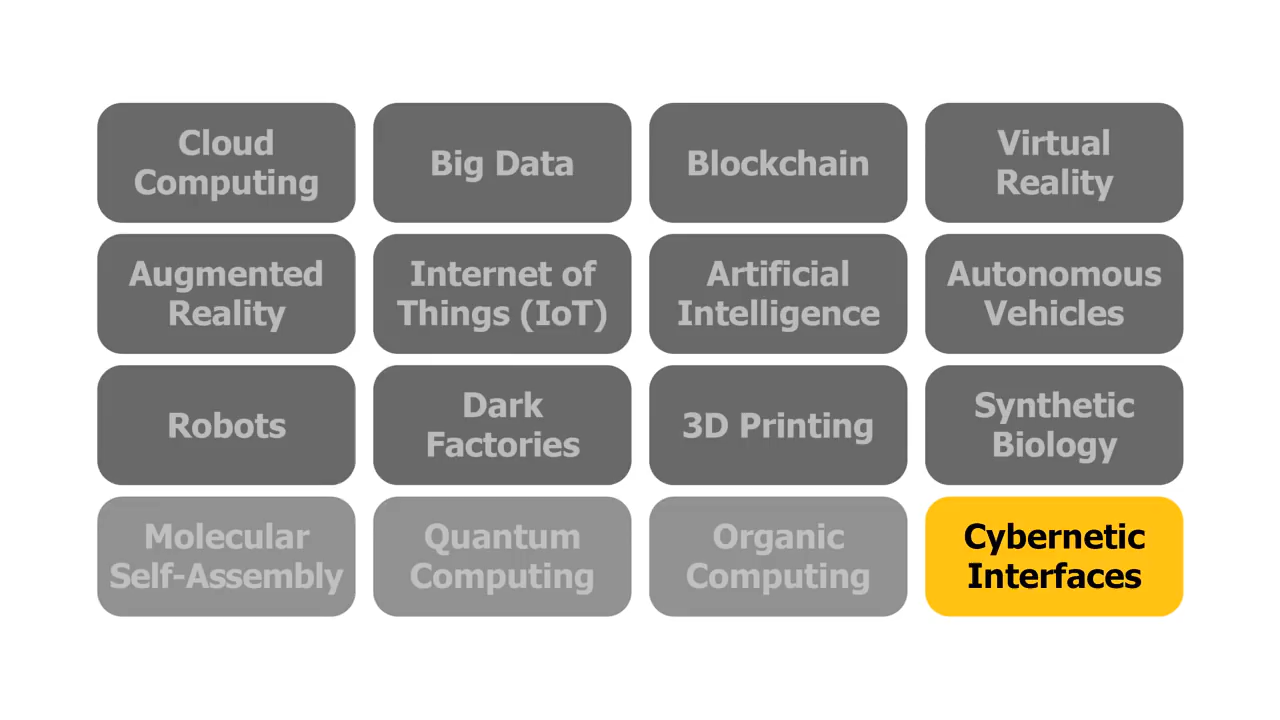 Cloud
Computing
Big Data
Blockchain
Virtual
Reality
Augmented
Reality
Internet of
Things (IoT)
Artificial
Intelligence
Autonomous
Vehicles
Robots
Dark
Factories
3D Printing
Synthetic
Biology
Molecular
Self-Assembly
Quantum
Computing
Organic
Computing
Cybernetic
Interfaces